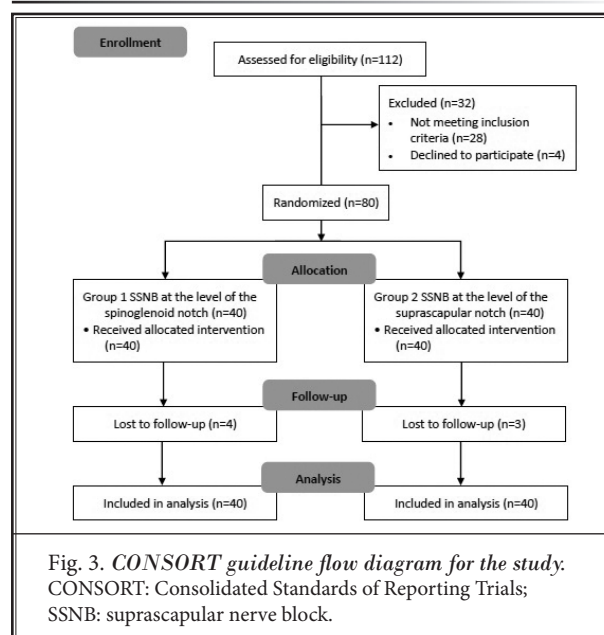 Enrollment
Assessed for eligibility (n=112)
Excluded (n=32)
• Not meeting inclusion
criteria (n=28)
• Declined to participate (n=4)
Randomized (n=80)
Allocation
Group 1 SSNB at the level of the
spinoglenoid notch (n=40)
• Received allocated intervention
(n=40)
Group 2 SSNB at the level of the
suprascapular notch (n=40)
• Received allocated intervention
(n=40)
Follow-up
Lost to follow-up (n=4)
Lost to follow-up (n=3)
Analysis
Included in analysis (n=40)
Included in analysis (n=40)
Fig. 3. CONSORT guideline flow diagram for the study.
CONSORT: Consolidated Standards of Reporting Trials;
SSNB: suprascapular nerve block.